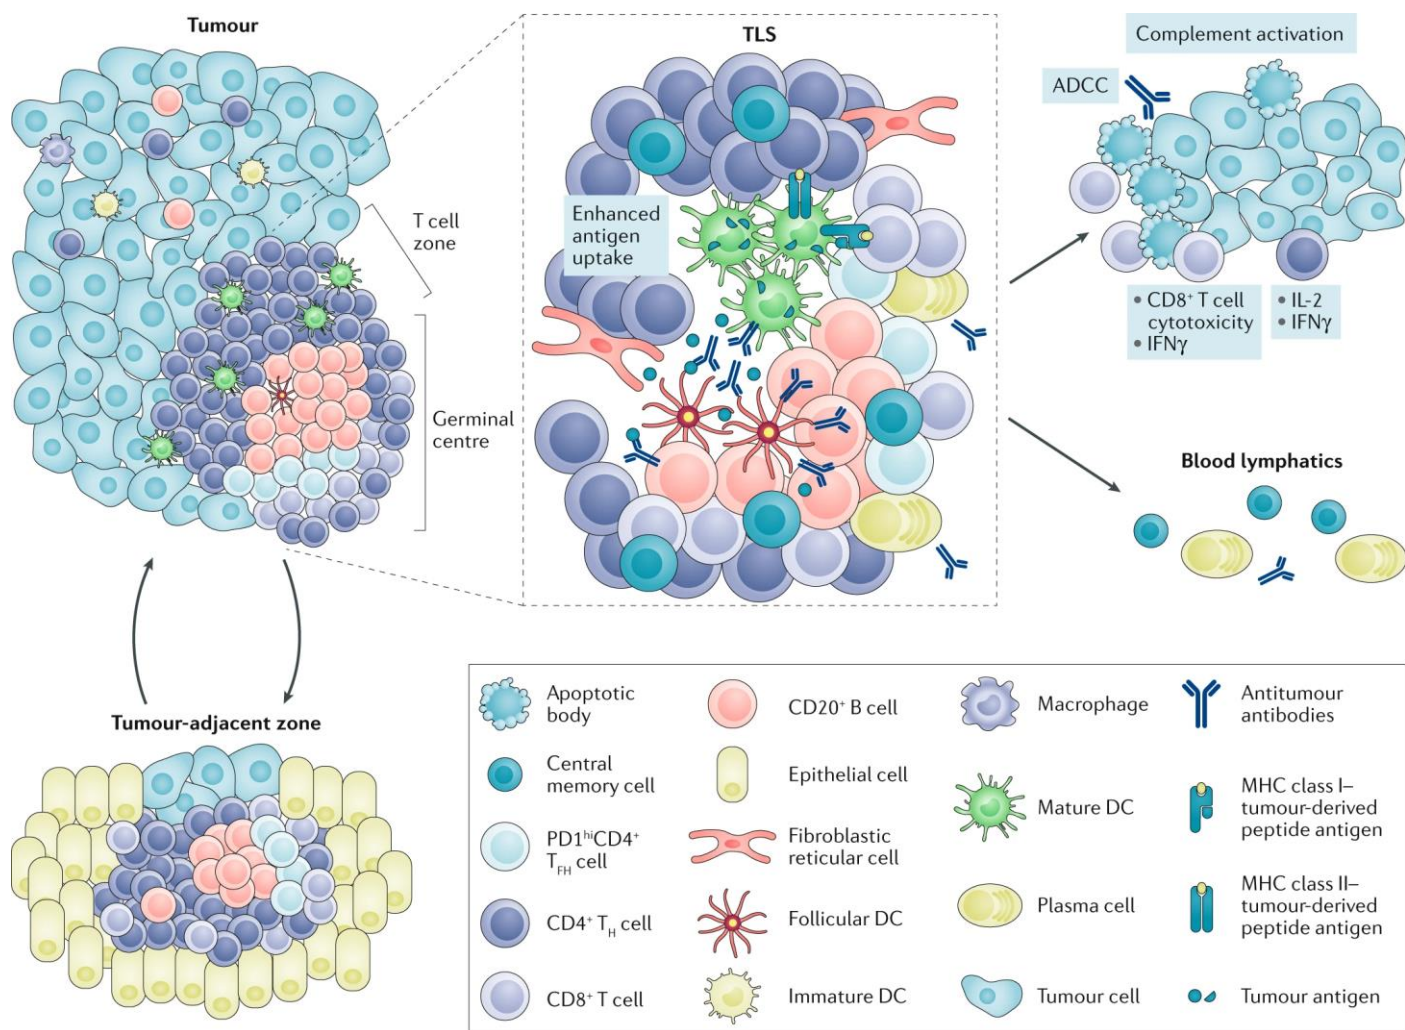 Tumour
TLS
Complement activation
ADCC
T cell
zone
Enhanced
antigen
uptake
• CD8⁺ T cell
cytotoxicity
• IFNγ
• IL-2
• IFNγ
Germinal
centre
Blood lymphatics
Tumour-adjacent zone
Apoptotic
body
CD20⁺ B cell
Macrophage
Antitumour
antibodies
Central
memory cell
Epithelial cell
Mature DC
MHC class I–
tumour-derived
peptide antigen
PD1ʰⁱCD4⁺
T_FH cell
Fibroblastic
reticular cell
Plasma cell
MHC class II–
tumour-derived
peptide antigen
CD4⁺ T_H cell
Follicular DC
CD8⁺ T cell
Immature DC
Tumour cell
Tumour antigen